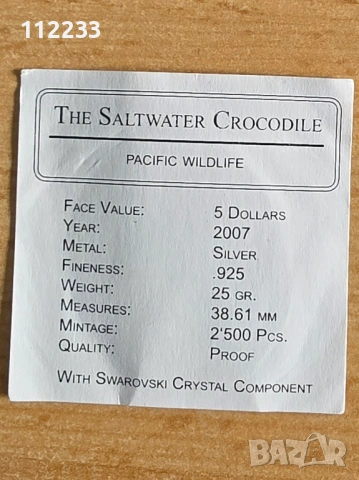 112233
THE SALTWATER CROCODILE
PACIFIC WILDLIFE
FACE VALUE: 5 DOLLARS
YEAR: 2007
METAL: SILVER
FINENESS: .925
WEIGHT: 25 GR.
MEASURES: 38.61 MM
MINTAGE: 2'500 PCS.
QUALITY: PROOF
WITH SWAROVSKI CRYSTAL COMPONENT
BAZAR